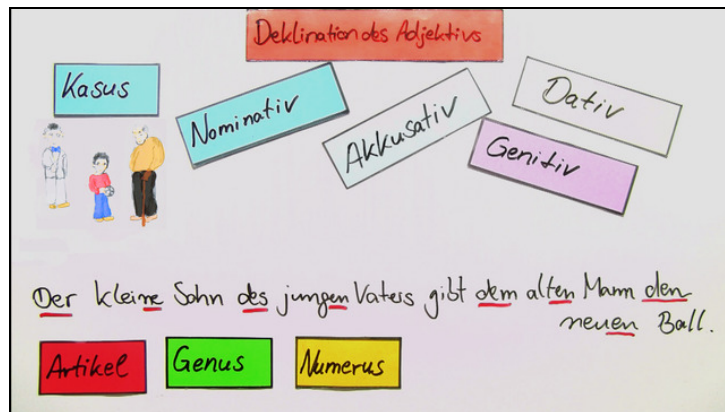 Deklination des Adjektivs
Kasus
Nominativ
Akkusativ
Dativ
Genitiv
Der kleine Sohn des jungen Vaters gibt dem alten Mann den
neuen Ball.
Artikel
Genus
Numerus